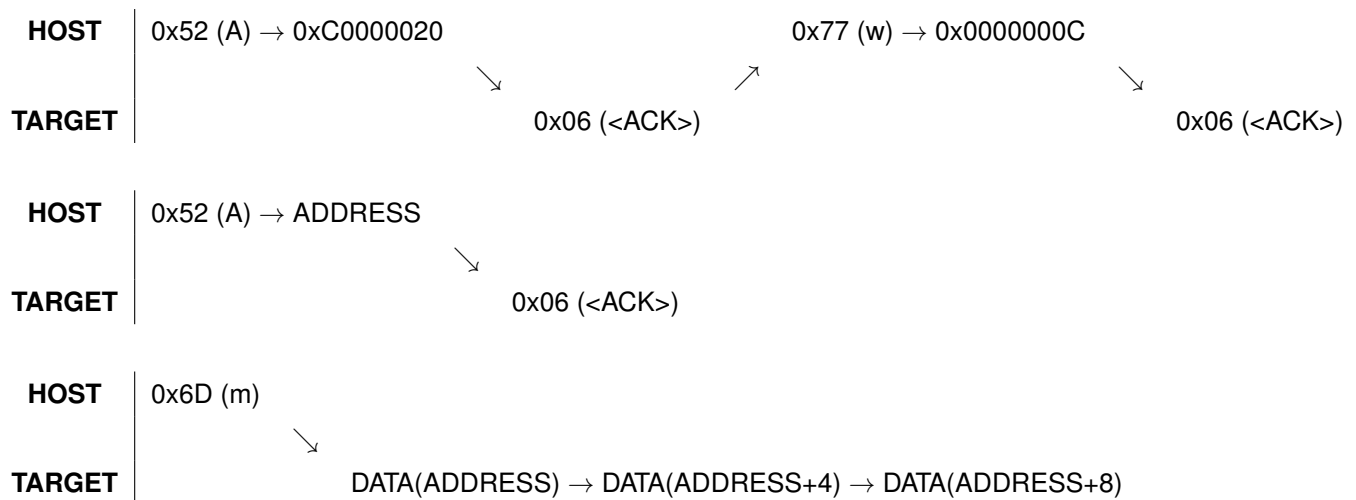 HOST 0x52 (A) → 0xC0000020 0x77 (w) → 0x0000000C
↘ ↗ ↘
TARGET 0x06 (<ACK>) 0x06 (<ACK>)
HOST 0x52 (A) → ADDRESS
↘
TARGET 0x06 (<ACK>)
HOST 0x6D (m)
↘
TARGET DATA(ADDRESS) → DATA(ADDRESS+4) → DATA(ADDRESS+8)